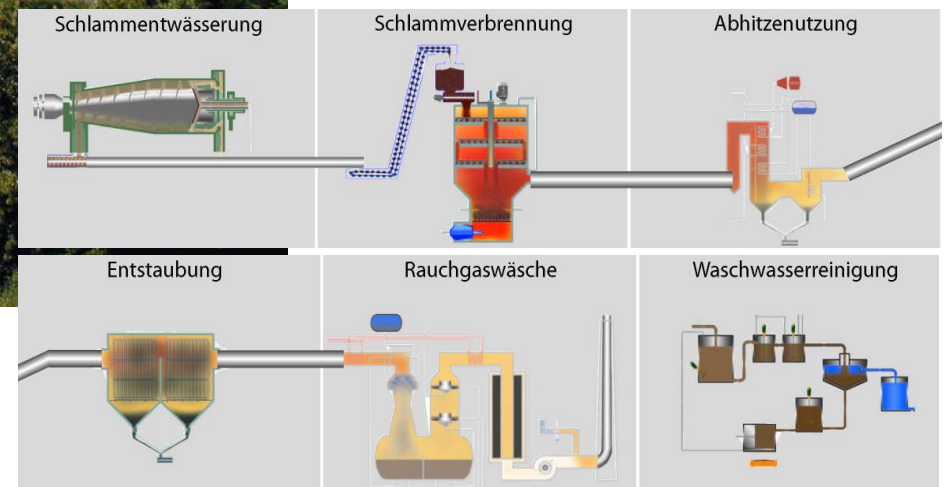 Schlammentwässerung
Schlammverbrennung
Abhitzenutzung
Entstaubung
Rauchgaswäsche
Waschwasserreinigung